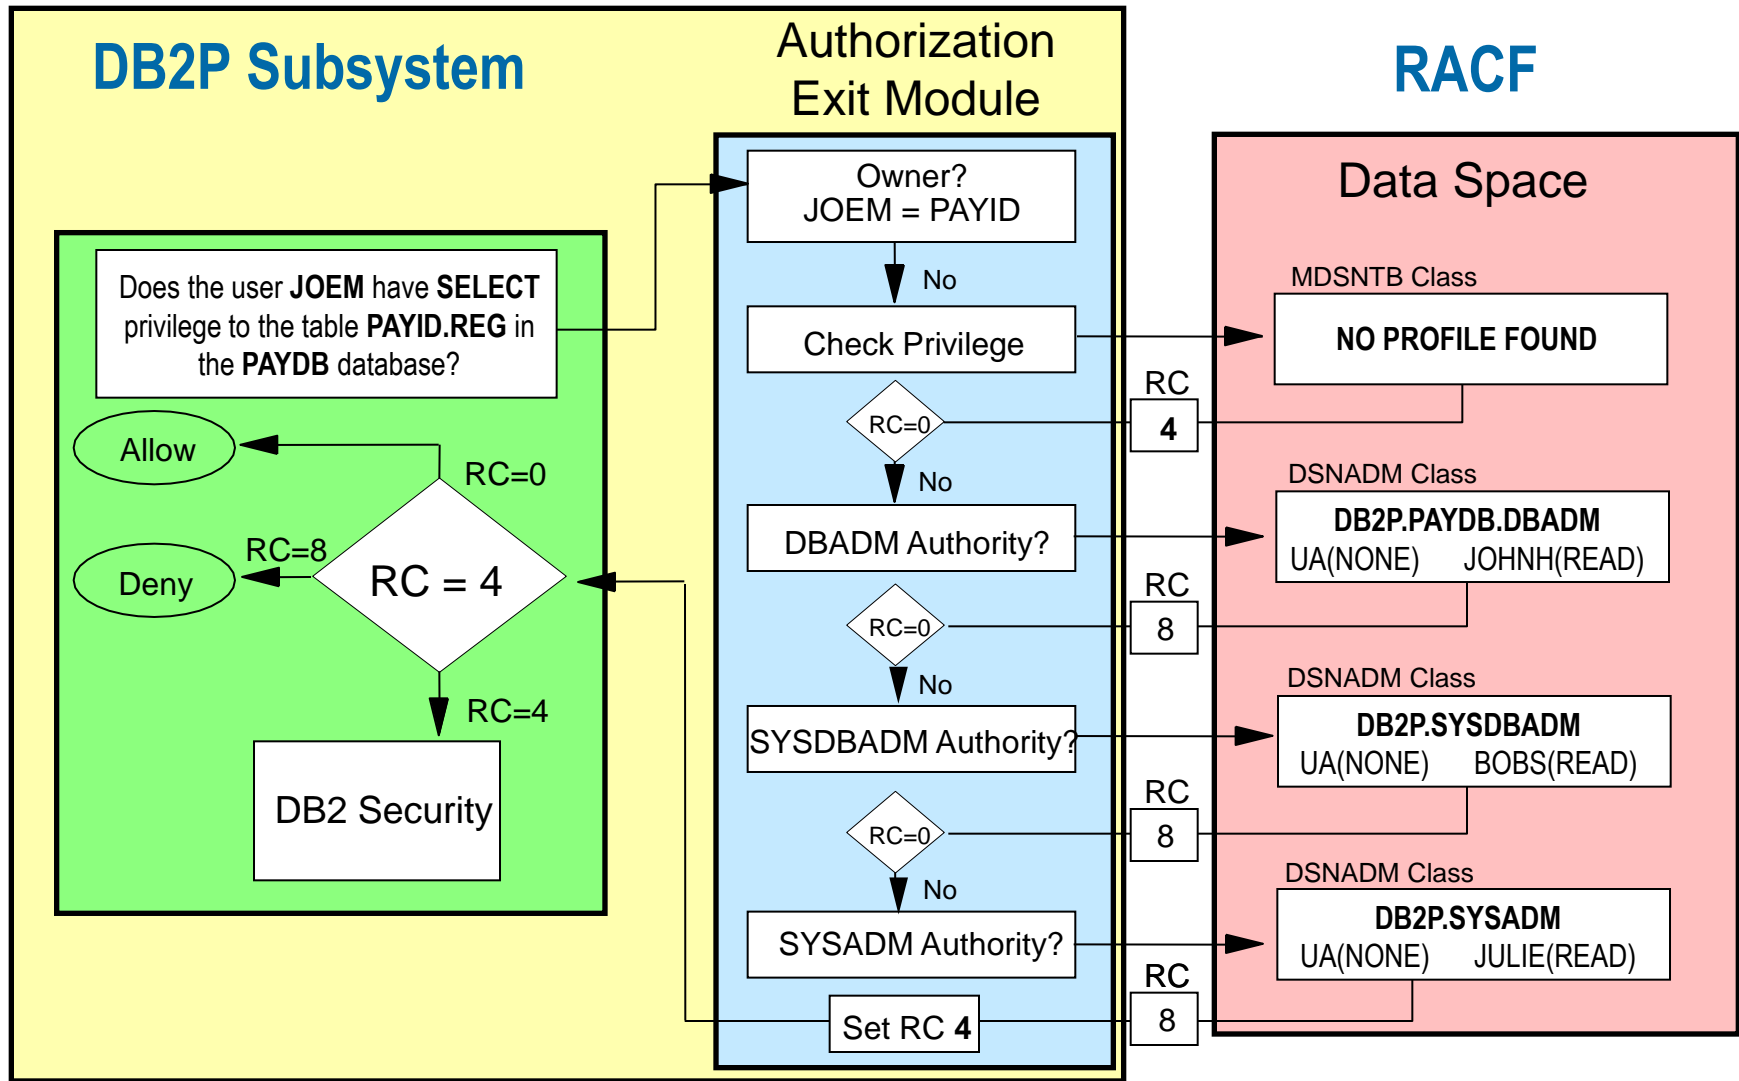 DB2P Subsystem
Authorization
Exit Module
RACF
Owner?
JOEM = PAYID
Data Space
Does the user JOEM have SELECT
privilege to the table PAYID.REG in
the PAYDB database?
No
MDSNTB Class
Check Privilege
NO PROFILE FOUND
RC
4
RC=0
Allow
RC=0
No
DSNADM Class
DBADM Authority?
DB2P.PAYDB.DBADM
UA(NONE) JOHNH(READ)
RC=8
Deny
RC = 4
RC
8
RC=0
No
DSNADM Class
RC=4
SYSDBADM Authority?
DB2P.SYSDBADM
UA(NONE) BOBS(READ)
DB2 Security
RC
8
RC=0
No
DSNADM Class
SYSADM Authority?
DB2P.SYSADM
UA(NONE) JULIE(READ)
RC
8
Set RC 4